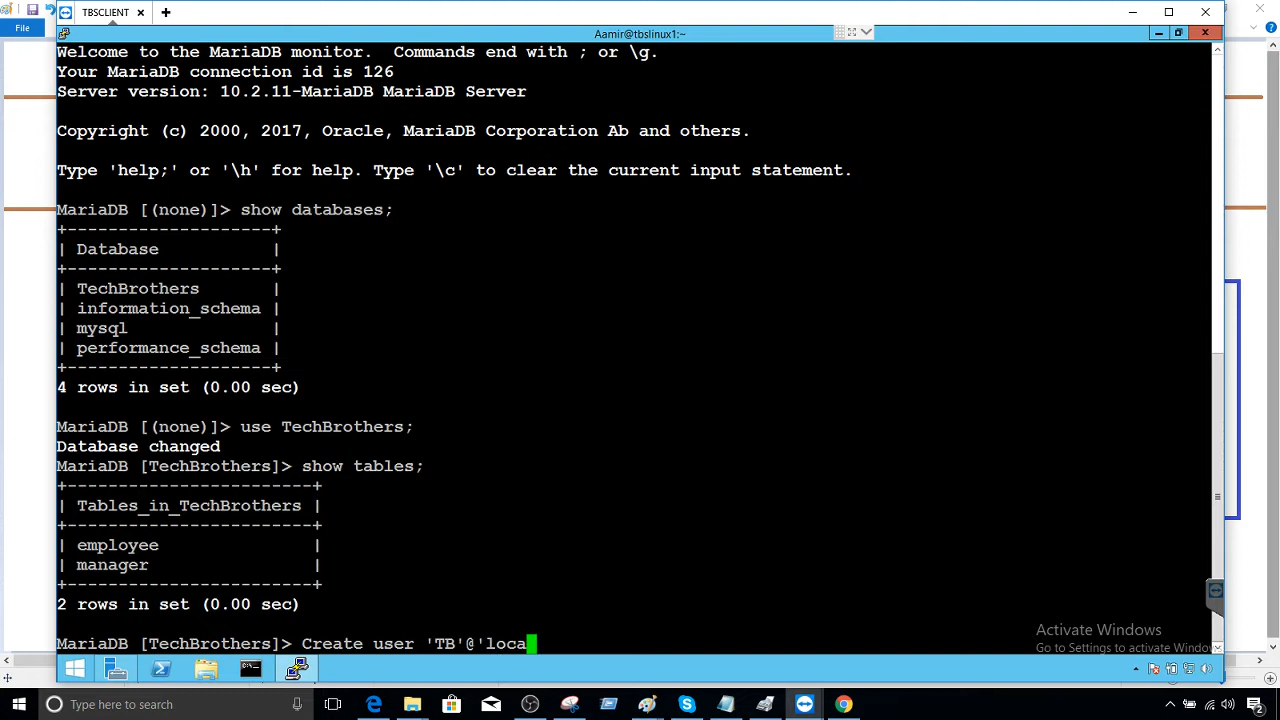 TBSCLIENT
File
Aamir@tbslinux1:~
Welcome to the MariaDB monitor.  Commands end with ; or \g.
Your MariaDB connection id is 126
Server version: 10.2.11-MariaDB MariaDB Server
Copyright (c) 2000, 2017, Oracle, MariaDB Corporation Ab and others.
Type 'help;' or '\h' for help. Type '\c' to clear the current input statement.
MariaDB [(none)]> show databases;
+--------------------+
| Database           |
+--------------------+
| TechBrothers       |
| information_schema |
| mysql              |
| performance_schema |
+--------------------+
4 rows in set (0.00 sec)
MariaDB [(none)]> use TechBrothers;
Database changed
MariaDB [TechBrothers]> show tables;
+------------------------+
| Tables_in_TechBrothers |
+------------------------+
| employee               |
| manager                |
+------------------------+
2 rows in set (0.00 sec)
MariaDB [TechBrothers]> Create user 'TB'@'loca
Activate Windows
Go to Settings to activate Windows.
Type here to search